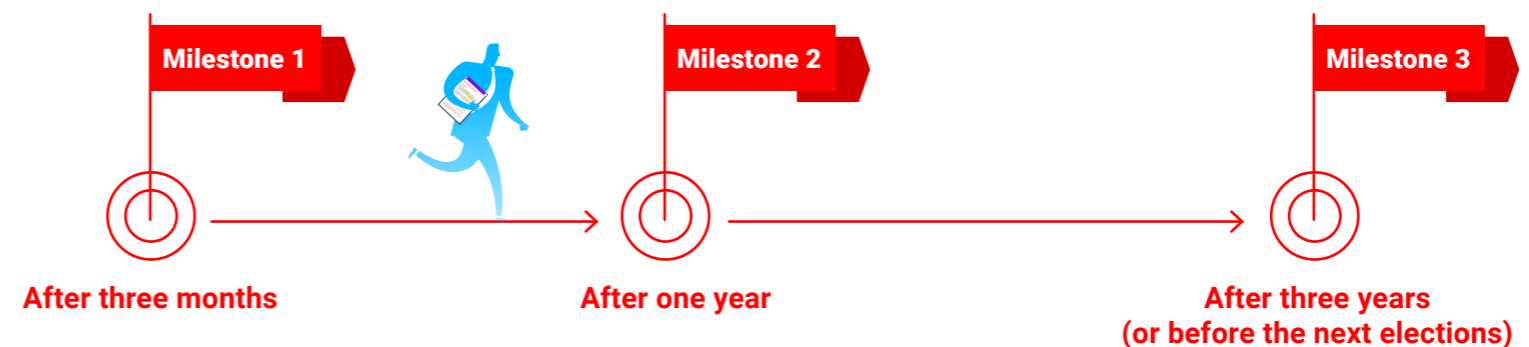 Milestone 1
Milestone 2
Milestone 3
After three months
After one year
After three years
(or before the next elections)